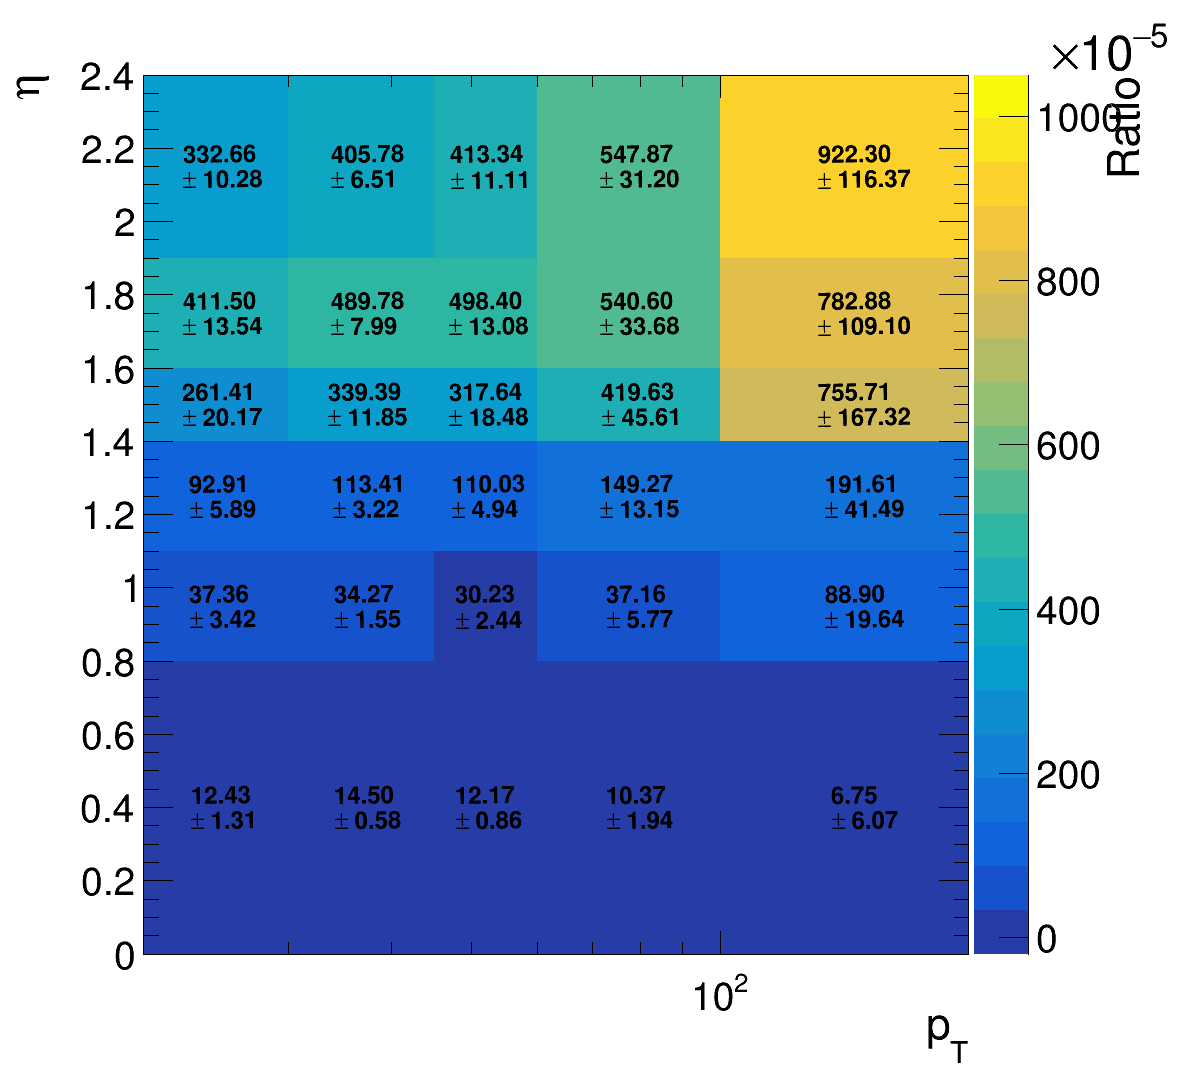 ×10−5
η
Ratio
2.4
2.2
2
1.8
1.6
1.4
1.2
1
0.8
0.6
0.4
0.2
0
332.66 405.78 413.34 547.87 922.30
± 10.28 ± 6.51 ± 11.11 ± 31.20 ± 116.37
411.50 489.78 498.40 540.60 782.88
± 13.54 ± 7.99 ± 13.08 ± 33.68 ± 109.10
261.41 339.39 317.64 419.63 755.71
± 20.17 ± 11.85 ± 18.48 ± 45.61 ± 167.32
92.91 113.41 110.03 149.27 191.61
± 5.89 ± 3.22 ± 4.94 ± 13.15 ± 41.49
37.36 34.27 30.23 37.16 88.90
± 3.42 ± 1.55 ± 2.44 ± 5.77 ± 19.64
12.43 14.50 12.17 10.37 6.75
± 1.31 ± 0.58 ± 0.86 ± 1.94 ± 6.07
1000
800
600
400
200
0
102
pT